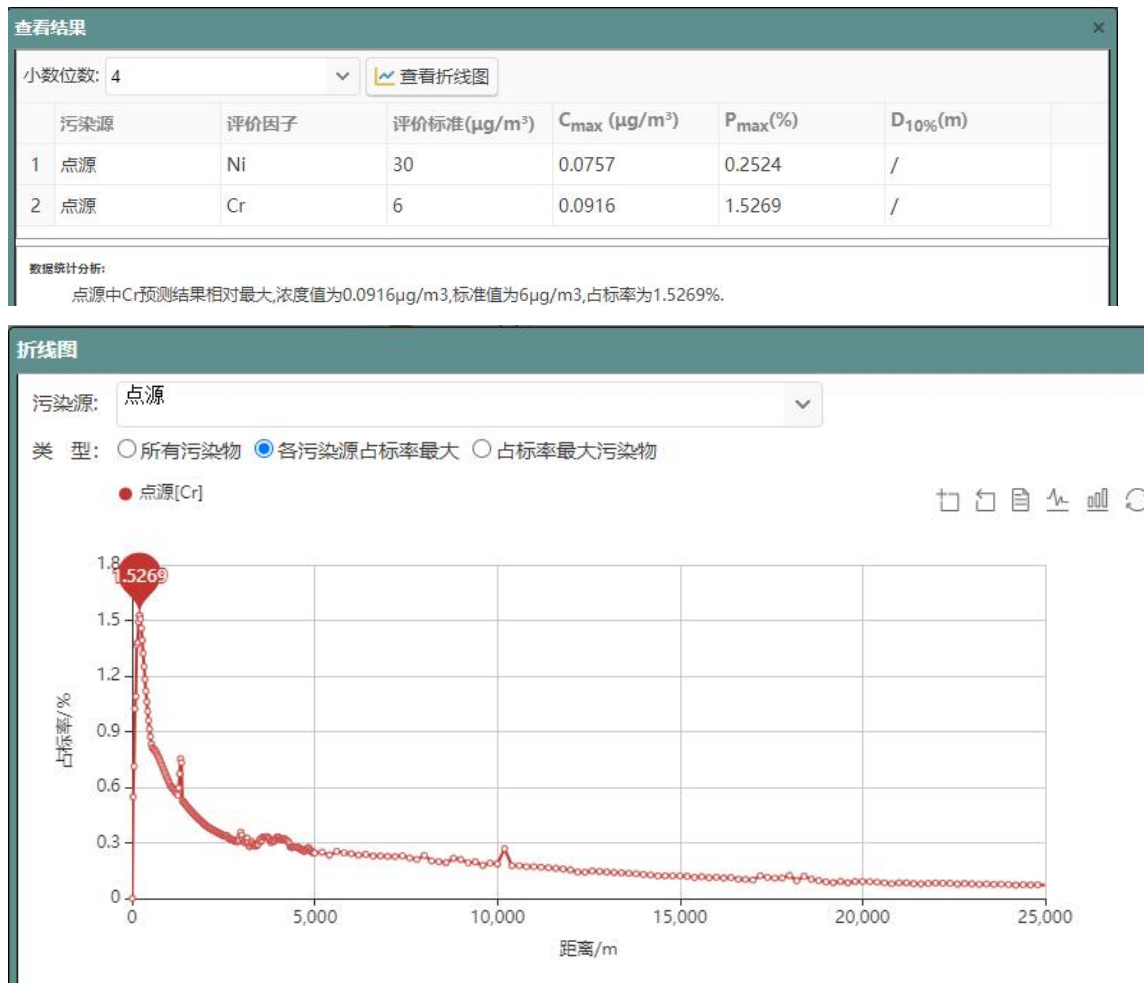 查看结果 ×
小数位数: 4 查看折线图
污染源 评价因子 评价标准(μg/m³) Cmax (μg/m³) Pmax(%) D10%(m)
1 点源 Ni 30 0.0757 0.2524 /
2 点源 Cr 6 0.0916 1.5269 /
数据统计分析:
点源中Cr预测结果相对最大,浓度值为0.0916μg/m3,标准值为6μg/m3,占标率为1.5269%.
折线图
污染源: 点源
类 型: 所有污染物 各污染源占标率最大 占标率最大污染物
点源[Cr]
1.8
1.5269
1.5
1.2
0.9
占标率/%
0.6
0.3
0
0 5,000 10,000 15,000 20,000 25,000
距离/m